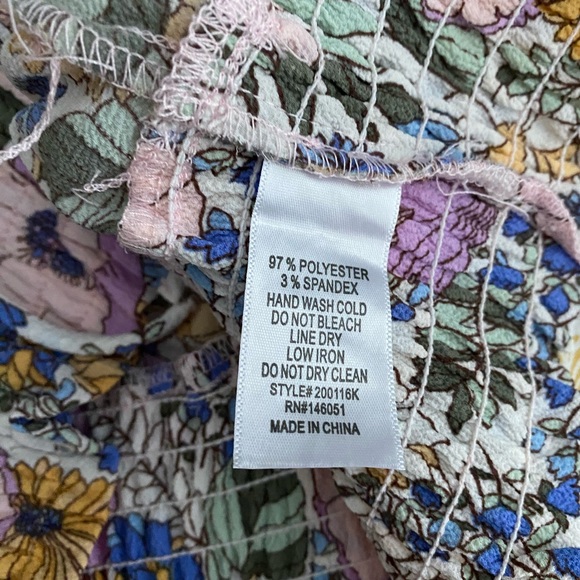 97 % POLYESTER
3 % SPANDEX
HAND WASH COLD
DO NOT BLEACH
LINE DRY
LOW IRON
DO NOT DRY CLEAN
STYLE# 200116K
RN#146051
MADE IN CHINA